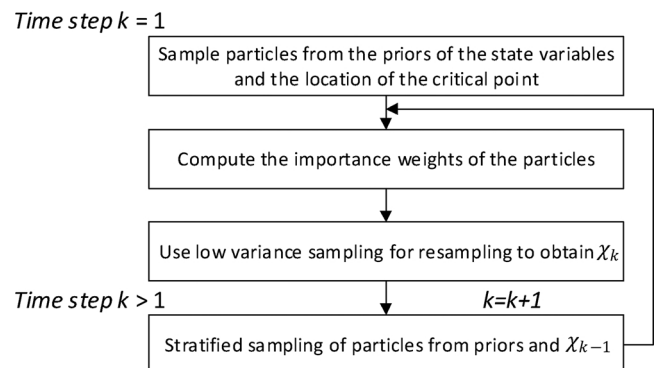 Time step k = 1
Sample particles from the priors of the state variables
and the location of the critical point
Compute the importance weights of the particles
Use low variance sampling for resampling to obtain χₖ
Time step k > 1
k=k+1
Stratified sampling of particles from priors and χₖ₋₁